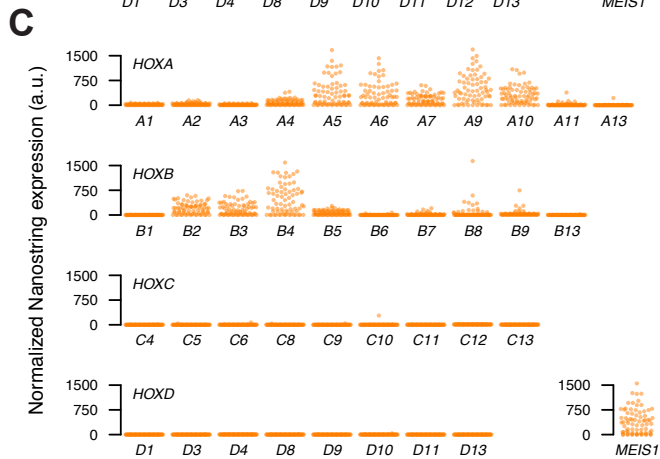 D1 D3 D4 D8 D9 D10 D11 D12 D13 MEIS1
C
Normalized Nanostring expression (a.u.)
HOXA
1500
750
0
A1 A2 A3 A4 A5 A6 A7 A9 A10 A11 A13
HOXB
1500
750
0
B1 B2 B3 B4 B5 B6 B7 B8 B9 B13
HOXC
1500
750
0
C4 C5 C6 C8 C9 C10 C11 C12 C13
HOXD
1500
750
0
D1 D3 D4 D8 D9 D10 D11 D13
1500
750
0
MEIS1